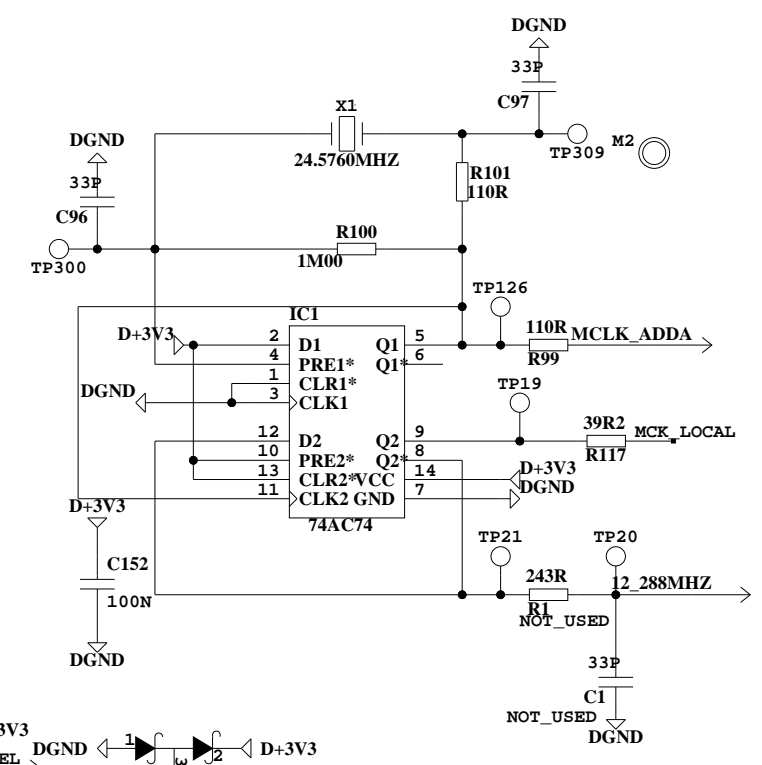 DGND
33P
C97
X1
24.5760MHZ
TP309
M2
DGND
33P
C96
TP300
R101
110R
R100
1M00
TP126
IC1
D+3V3
2 D1 Q1 5
110R MCLK_ADDA
R99
4 PRE1* Q1* 6
1 CLR1*
DGND
3 CLK1
TP19
12 D2 Q2 9
39R2 MCK_LOCAL
R117
10 PRE2* Q2* 8
13 CLR2* VCC 14 D+3V3
11 CLK2 GND 7 DGND
74AC74
D+3V3
C152
100N
DGND
TP21
TP20
243R 12_288MHZ
R1
NOT_USED
33P
C1
NOT_USED
DGND
3V3
EL
DGND 1 2 D+3V3
3